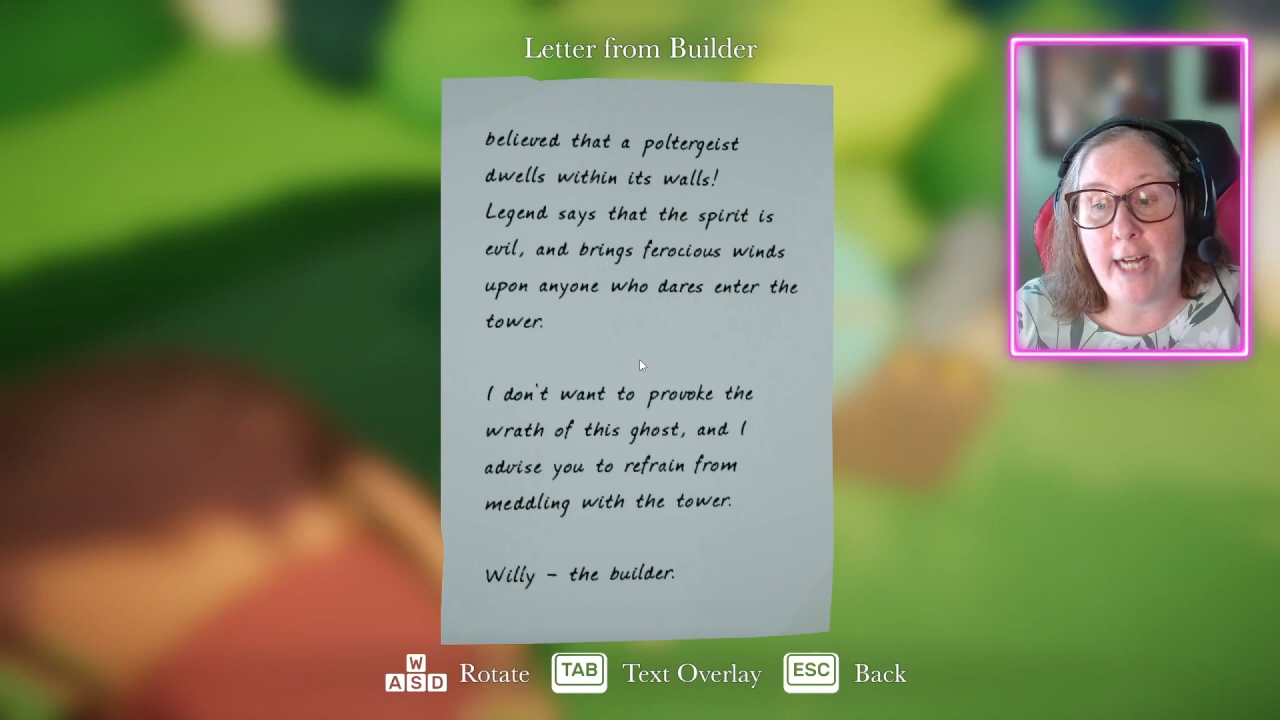 Letter from Builder
believed that a poltergeist
dwells within its walls!
Legend says that the spirit is
evil, and brings ferocious winds
upon anyone who dares enter the
tower.
I don't want to provoke the
wrath of this ghost, and I
advise you to refrain from
meddling with the tower.
Willy - the builder.
W
A S D Rotate TAB Text Overlay ESC Back